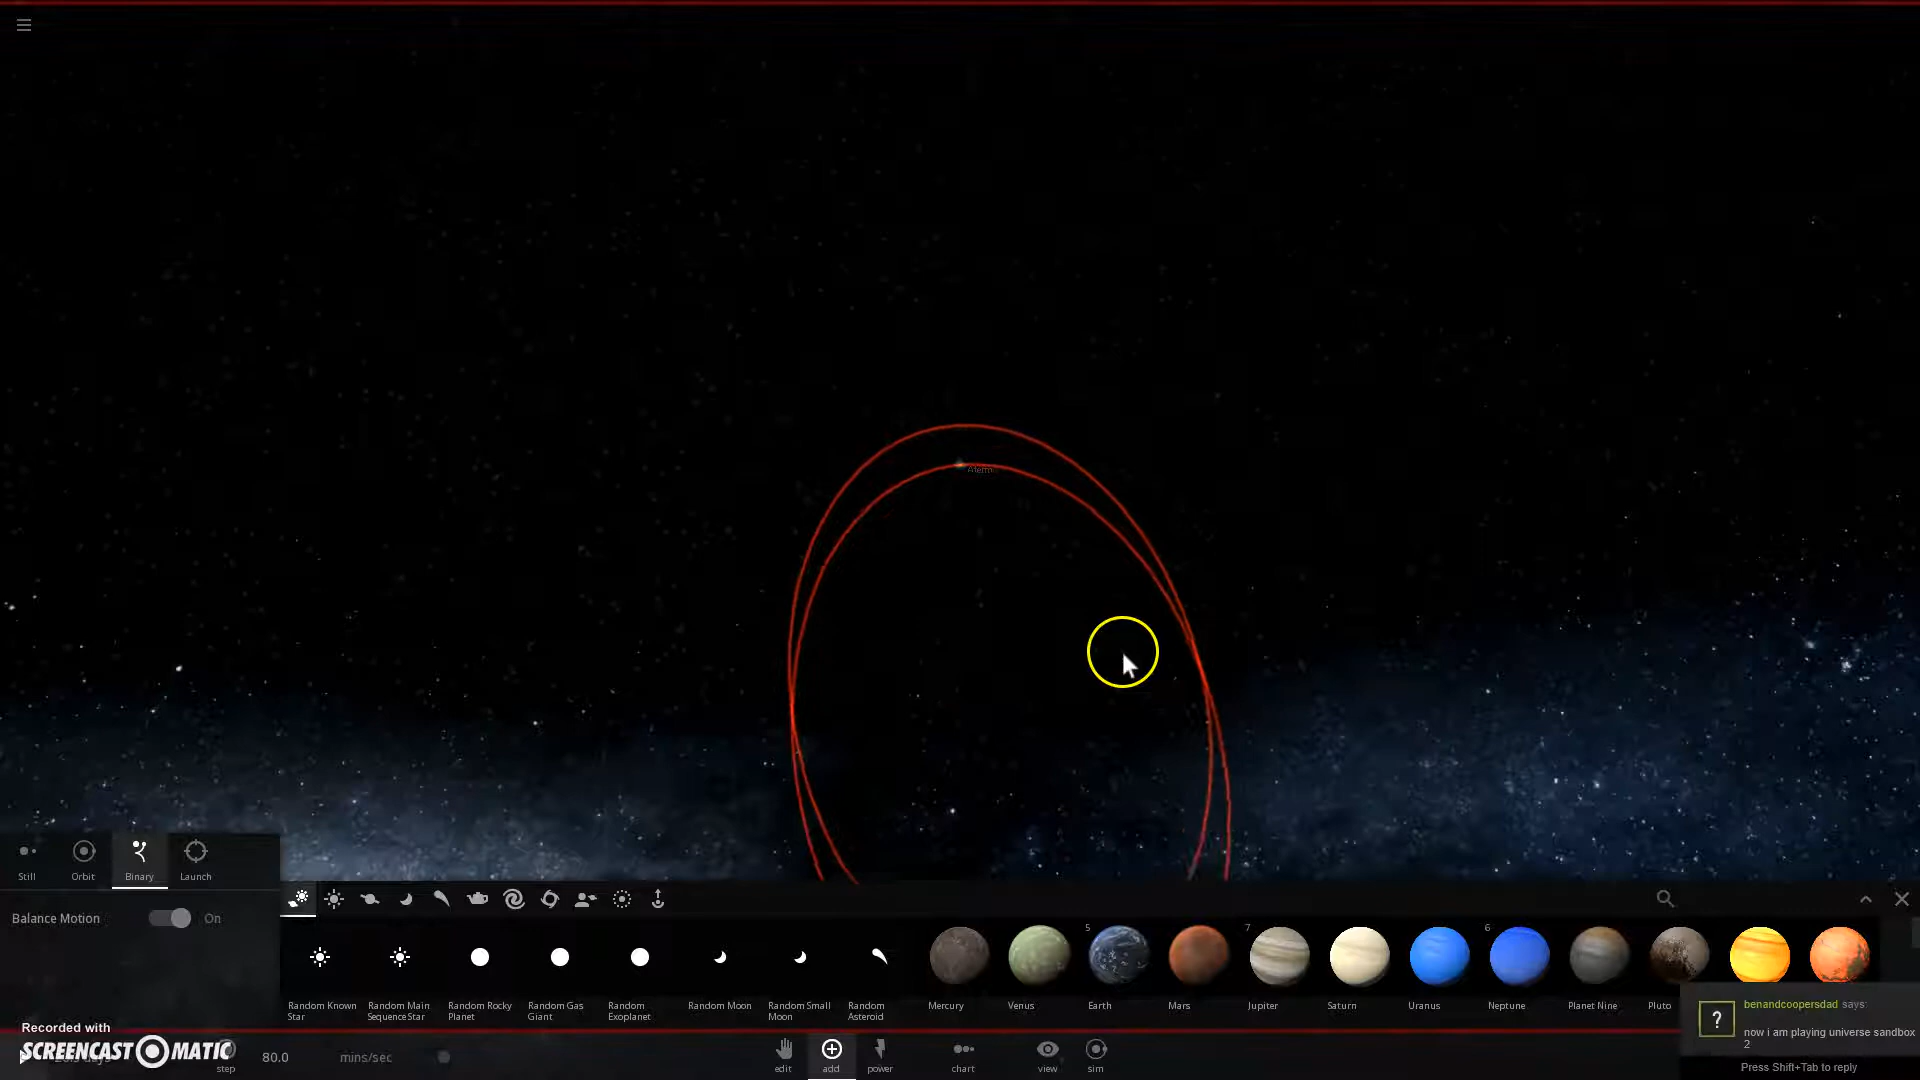 Atem
Still
Orbit
Binary
Launch
Balance Motion
On
5
7
6
Random Known
Star
Random Main
Sequence Star
Random Rocky
Planet
Random Gas
Giant
Random
Exoplanet
Random Moon
Random Small
Moon
Random
Asteroid
Mercury
Venus
Earth
Mars
Jupiter
Saturn
Uranus
Neptune
Planet Nine
Pluto
benandcoopersdad says:
now i am playing universe sandbox
2
Press Shift+Tab to reply
Recorded with
SCREENCAST MATIC
step
80.0
mins/sec
edit
add
power
chart
view
sim